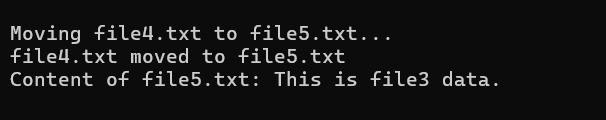 Moving file4.txt to file5.txt...
file4.txt moved to file5.txt
Content of file5.txt: This is file3 data.